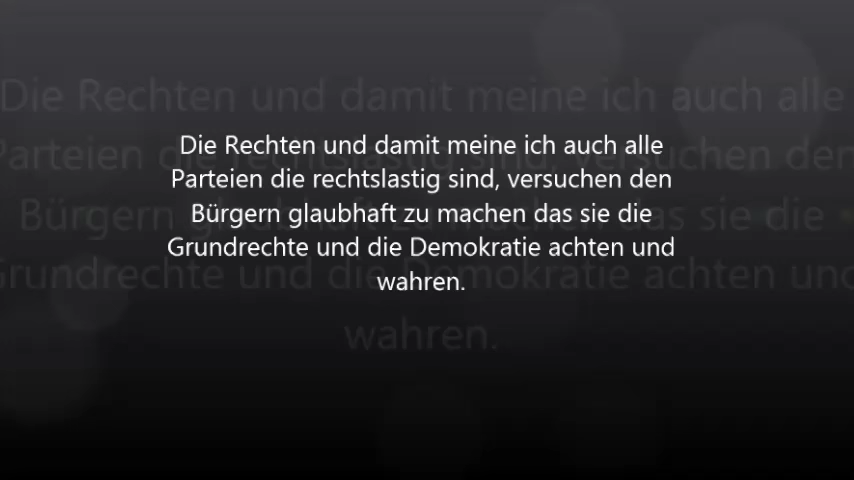 Die Rechten und damit meine ich auch alle
Parteien die rechtslastig sind, versuchen den
Bürgern glaubhaft zu machen das sie die
Grundrechte und die Demokratie achten und
wahren.